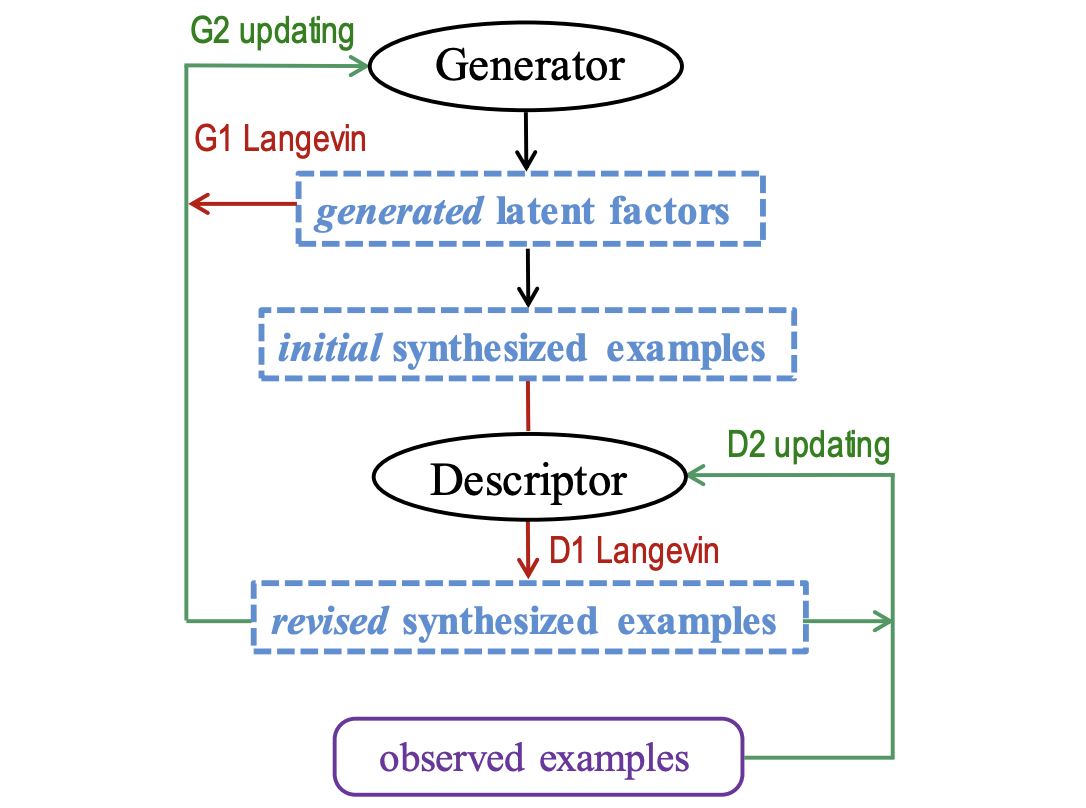 G2 updating
Generator
G1 Langevin
generated latent factors
initial synthesized examples
D2 updating
Descriptor
D1 Langevin
revised synthesized examples
observed examples